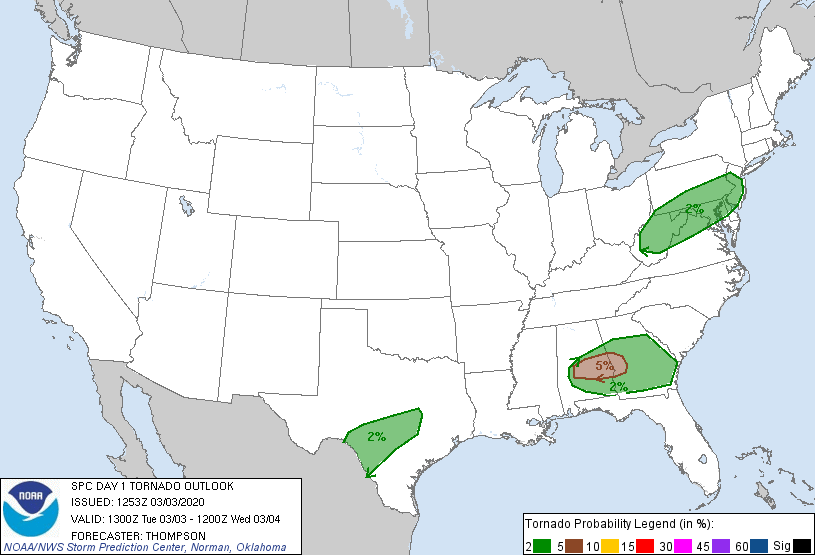 2%
5%
2%
2%
NOAA
SPC DAY 1 TORNADO OUTLOOK
ISSUED: 1253Z 03/03/2020
VALID: 1300Z Tue 03/03 - 1200Z Wed 03/04
FORECASTER: THOMPSON
NOAA/NWS Storm Prediction Center, Norman, Oklahoma
Tornado Probability Legend (in %):
2 5 10 15 30 45 60 Sig